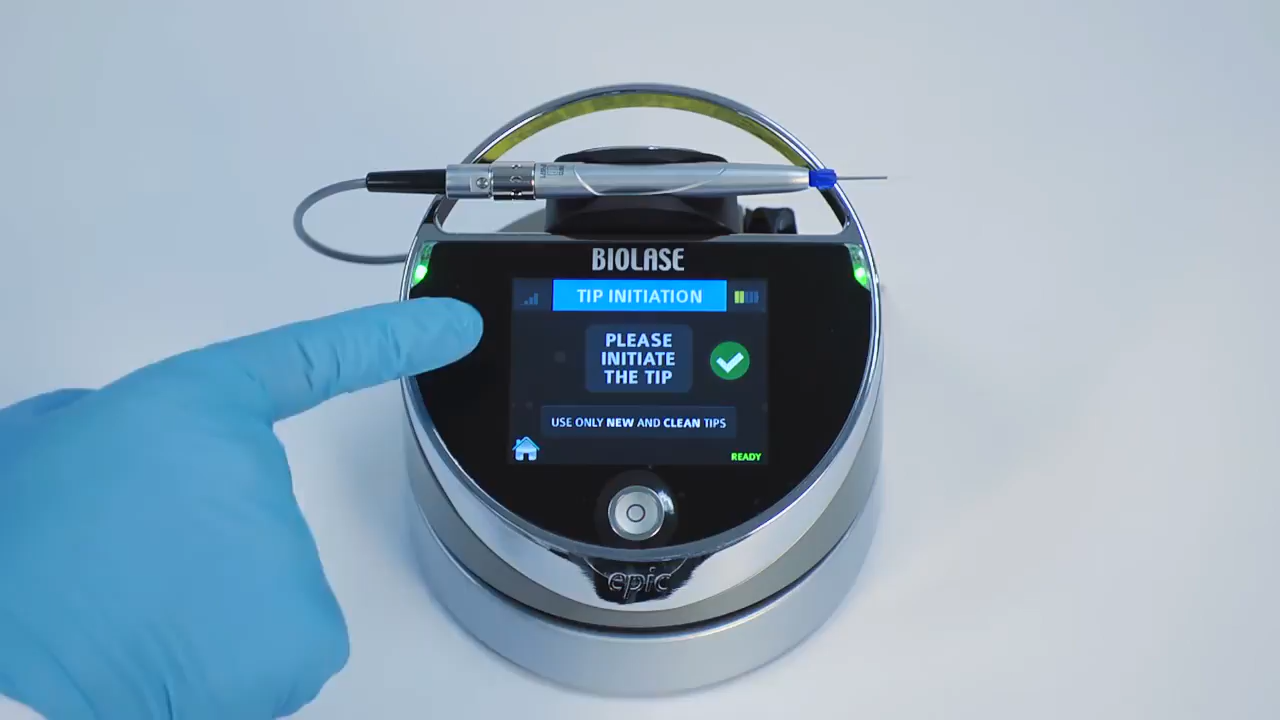 BIOLASE
TIP INITIATION
PLEASE
INITIATE
THE TIP
USE ONLY NEW AND CLEAN TIPS
READY
epic